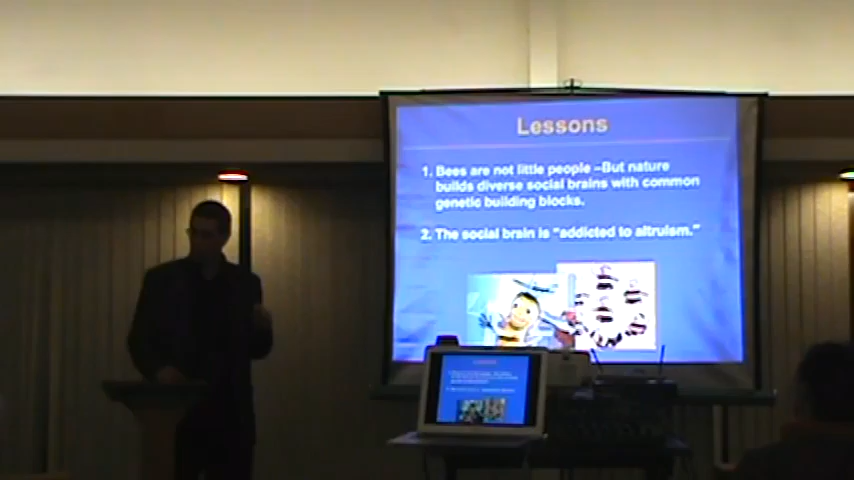 Lessons
1. Bees are not little people –But nature
builds diverse social brains with common
genetic building blocks.
2. The social brain is "addicted to altruism."